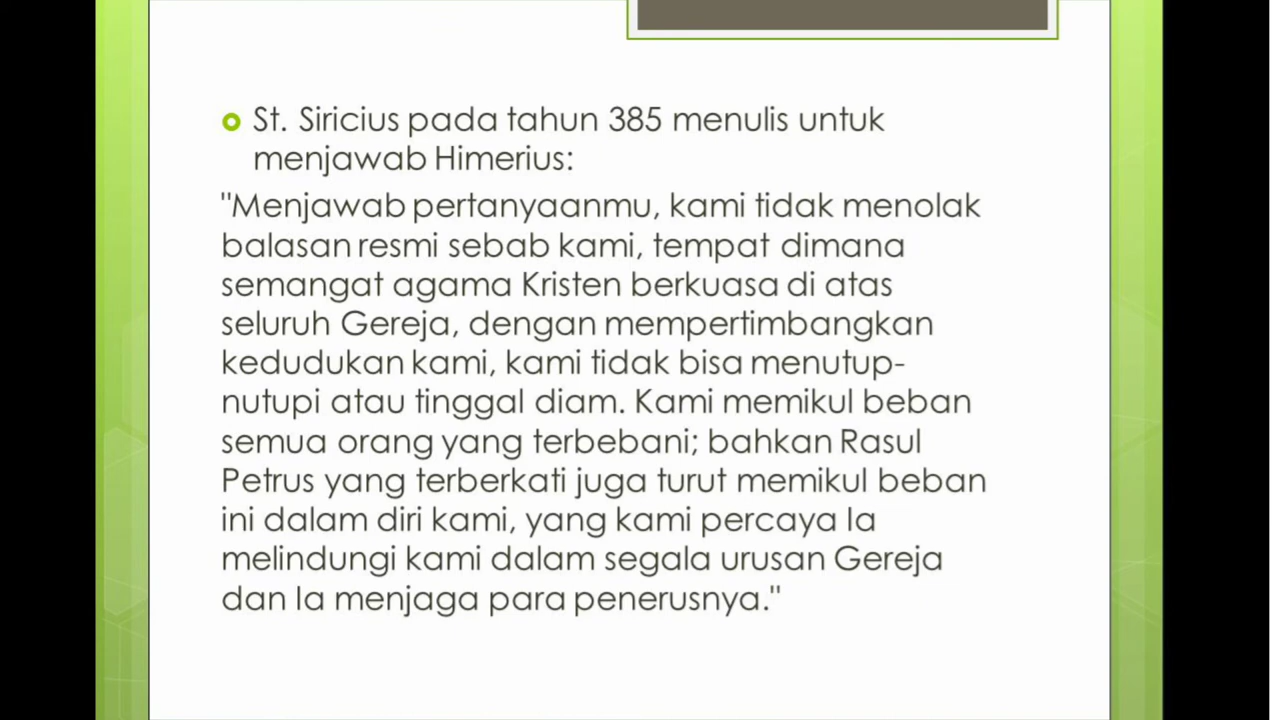 St. Siricius pada tahun 385 menulis untuk
menjawab Himerius:
"Menjawab pertanyaanmu, kami tidak menolak
balasan resmi sebab kami, tempat dimana
semangat agama Kristen berkuasa di atas
seluruh Gereja, dengan mempertimbangkan
kedudukan kami, kami tidak bisa menutup-
nutupi atau tinggal diam. Kami memikul beban
semua orang yang terbebani; bahkan Rasul
Petrus yang terberkati juga turut memikul beban
ini dalam diri kami, yang kami percaya Ia
melindungi kami dalam segala urusan Gereja
dan Ia menjaga para penerusnya."